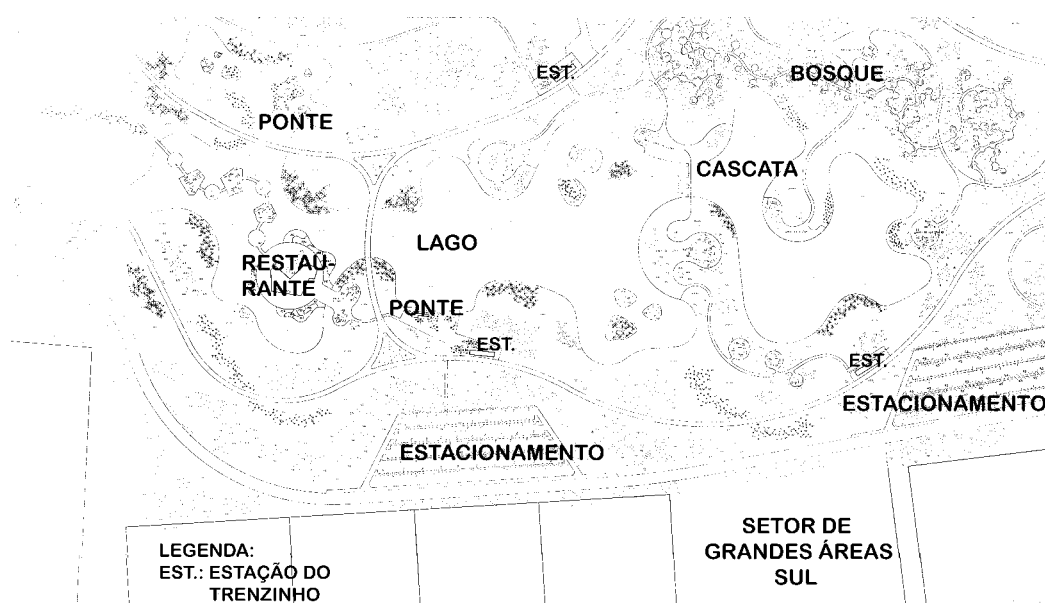 EST.
BOSQUE
PONTE
CASCATA
LAGO
RESTAU-
RANTE
PONTE
EST.
EST.
ESTACIONAMENTO
ESTACIONAMENTO
SETOR DE
GRANDES ÁREAS
SUL
LEGENDA:
EST.: ESTAÇÃO DO
TRENZINHO